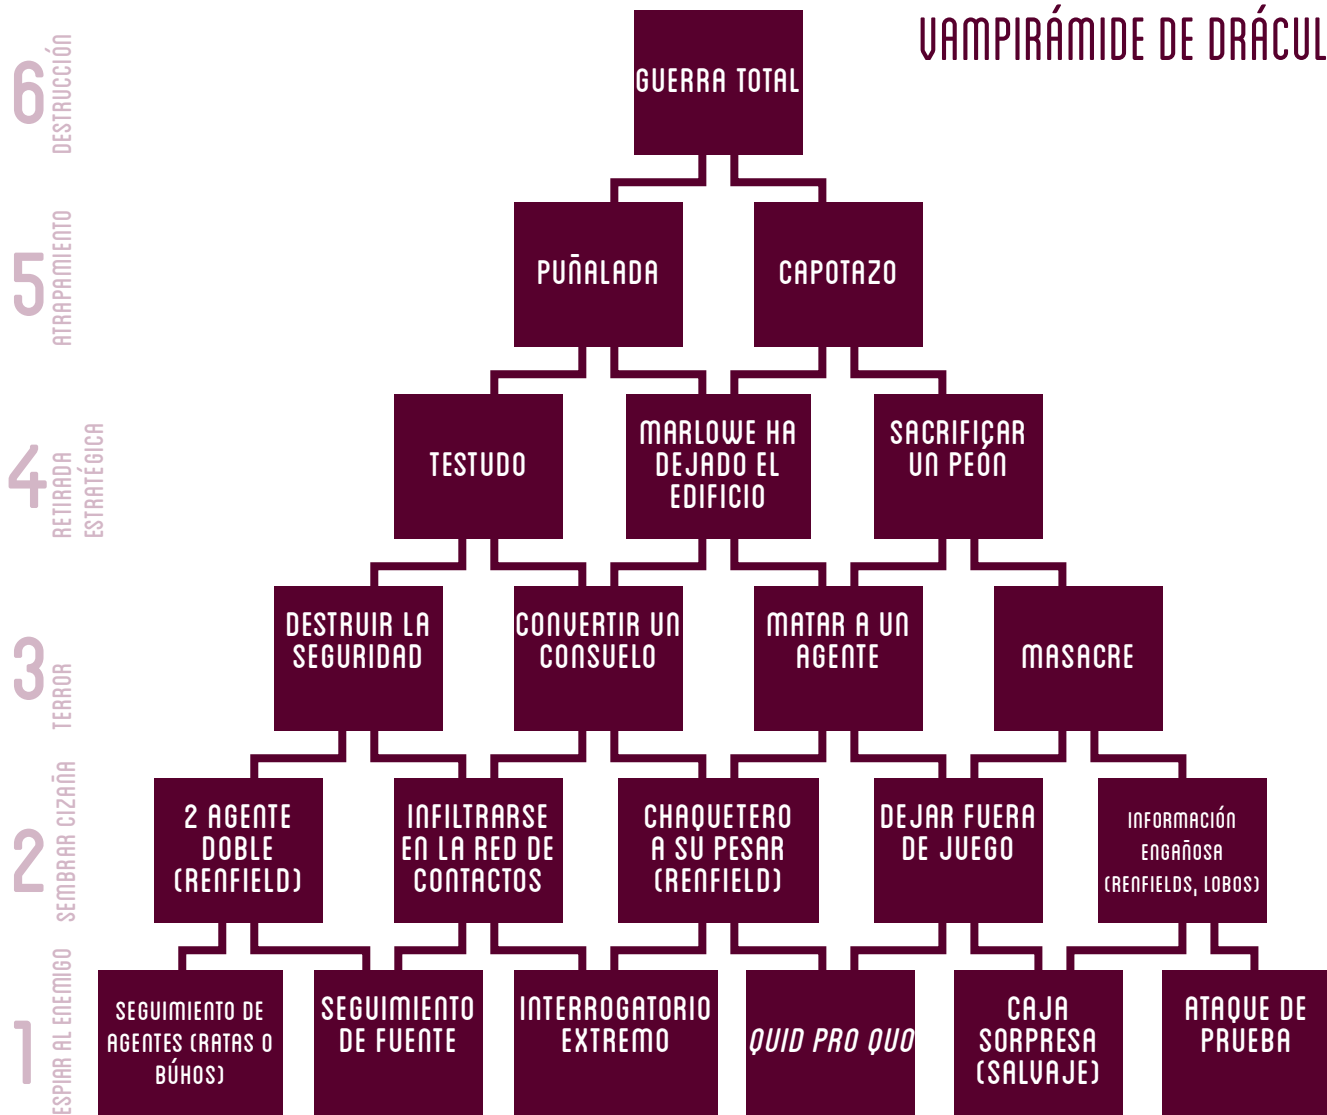 VAMPIRÁMIDE DE DRÁCUL
6
DESTRUCCIÓN
GUERRA TOTAL
5
ATRAPAMIENTO
PUÑALADA
CAPOTAZO
4
RETIRADA
ESTRATÉGICA
TESTUDO
MARLOWE HA
DEJADO EL
EDIFICIO
SACRIFIÇAR
UN PEÓN
3
TERROR
DESTRUIR LA
SEGURIDAD
CONVERTIR UN
CONSUELO
MATAR A UN
AGENTE
MASACRE
2
SEMBRAR CIZAÑA
2 AGENTE
DOBLE
(RENFIELD)
INFILTRARSE
EN LA RED DE
CONTACTOS
CHAQUETERO
A SU PESAR
(RENFIELD)
DEJAR FUERA
DE JUEGO
INFORMACIÓN
ENGAÑOSA
(RENFIELDS, LOBOS)
1
ESPIAR AL ENEMIGO
SEGUIMIENTO DE
AGENTES (RATAS O
BÚHOS)
SEGUIMIENTO
DE FUENTE
INTERROGATORIO
EXTREMO
QUID PRO QUO
CAJA
SORPRESA
(SALVAJE)
ATAQUE DE
PRUEBA